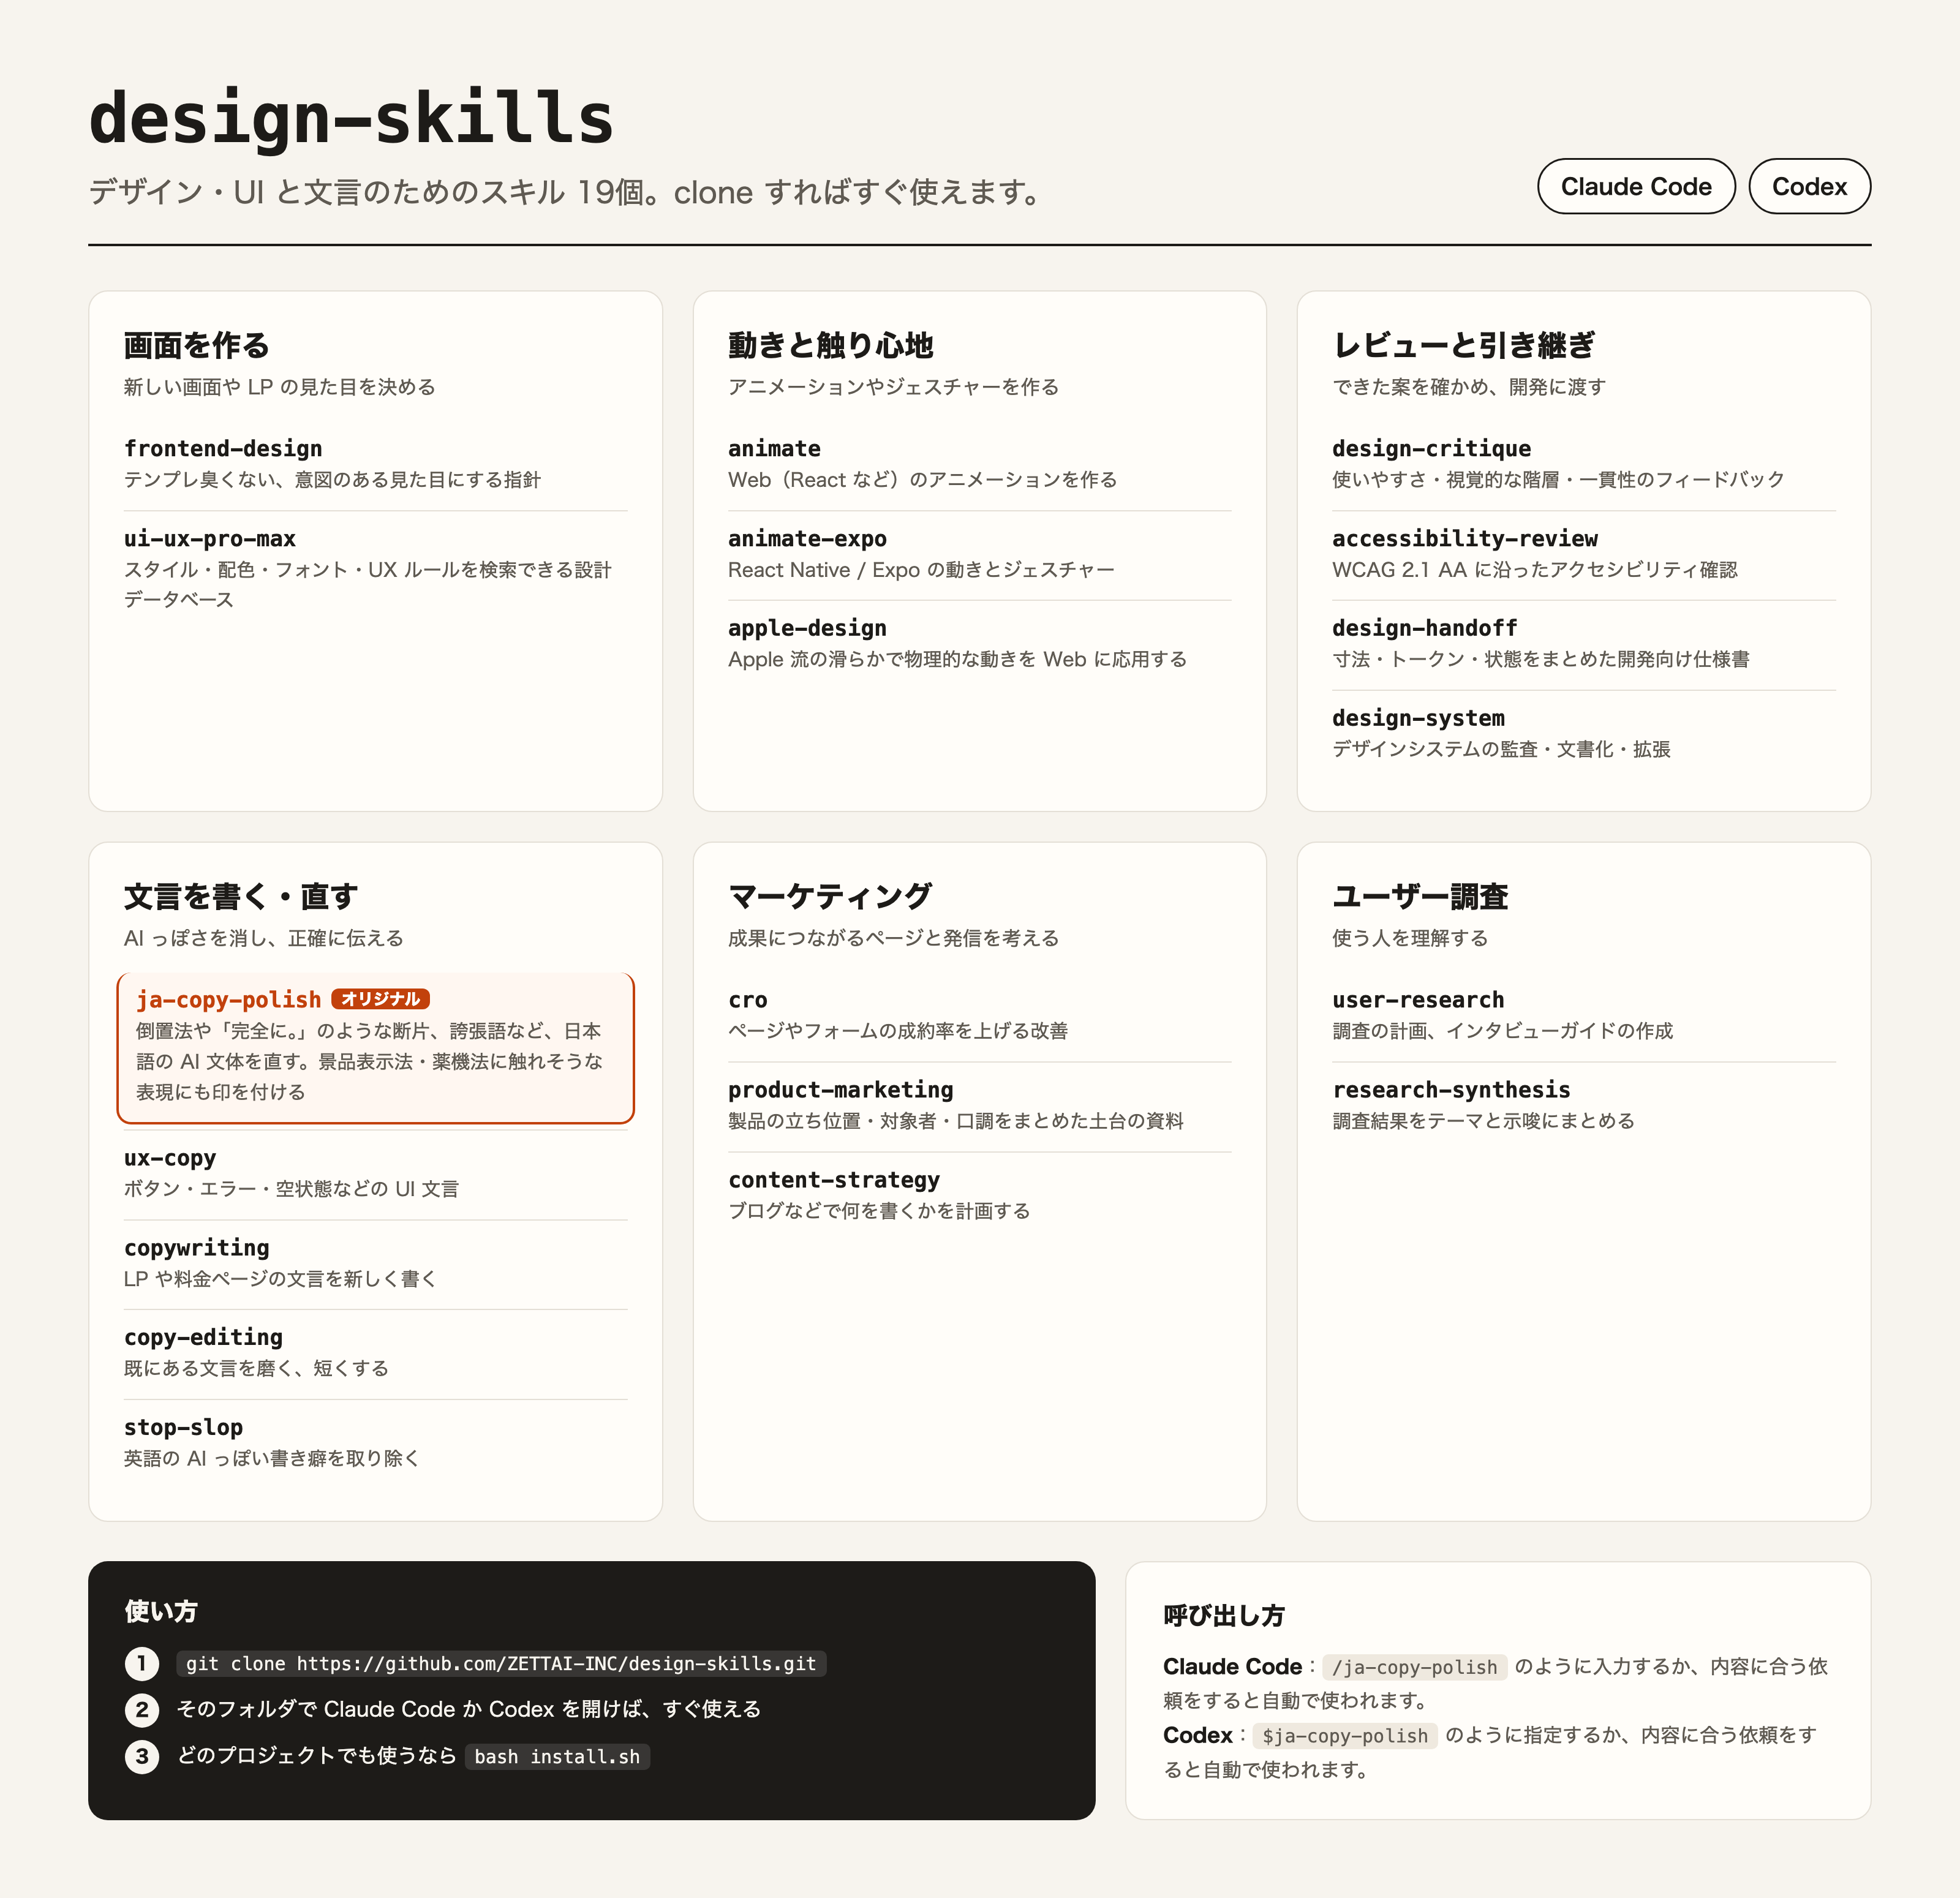 design-skills
デザイン・UI と文言のためのスキル 19個。clone すればすぐ使えます。
Claude Code
Codex
画面を作る
新しい画面や LP の見た目を決める
frontend-design
テンプレ臭くない、意図のある見た目にする指針
ui-ux-pro-max
スタイル・配色・フォント・UX ルールを検索できる設計
データベース
動きと触り心地
アニメーションやジェスチャーを作る
animate
Web（React など）のアニメーションを作る
animate-expo
React Native / Expo の動きとジェスチャー
apple-design
Apple 流の滑らかで物理的な動きを Web に応用する
レビューと引き継ぎ
できた案を確かめ、開発に渡す
design-critique
使いやすさ・視覚的な階層・一貫性のフィードバック
accessibility-review
WCAG 2.1 AA に沿ったアクセシビリティ確認
design-handoff
寸法・トークン・状態をまとめた開発向け仕様書
design-system
デザインシステムの監査・文書化・拡張
文言を書く・直す
AI っぽさを消し、正確に伝える
ja-copy-polish オリジナル
倒置法や「完全に。」のような断片、誇張語など、日本
語の AI 文体を直す。景品表示法・薬機法に触れそうな
表現にも印を付ける
ux-copy
ボタン・エラー・空状態などの UI 文言
copywriting
LP や料金ページの文言を新しく書く
copy-editing
既にある文言を磨く、短くする
stop-slop
英語の AI っぽい書き癖を取り除く
マーケティング
成果につながるページと発信を考える
cro
ページやフォームの成約率を上げる改善
product-marketing
製品の立ち位置・対象者・口調をまとめた土台の資料
content-strategy
ブログなどで何を書くかを計画する
ユーザー調査
使う人を理解する
user-research
調査の計画、インタビューガイドの作成
research-synthesis
調査結果をテーマと示唆にまとめる
使い方
1 git clone https://github.com/ZETTAI-INC/design-skills.git
2 そのフォルダで Claude Code か Codex を開けば、すぐ使える
3 どのプロジェクトでも使うなら bash install.sh
呼び出し方
Claude Code：/ja-copy-polish のように入力するか、内容に合う依
頼をすると自動で使われます。
Codex：$ja-copy-polish のように指定するか、内容に合う依頼をす
ると自動で使われます。